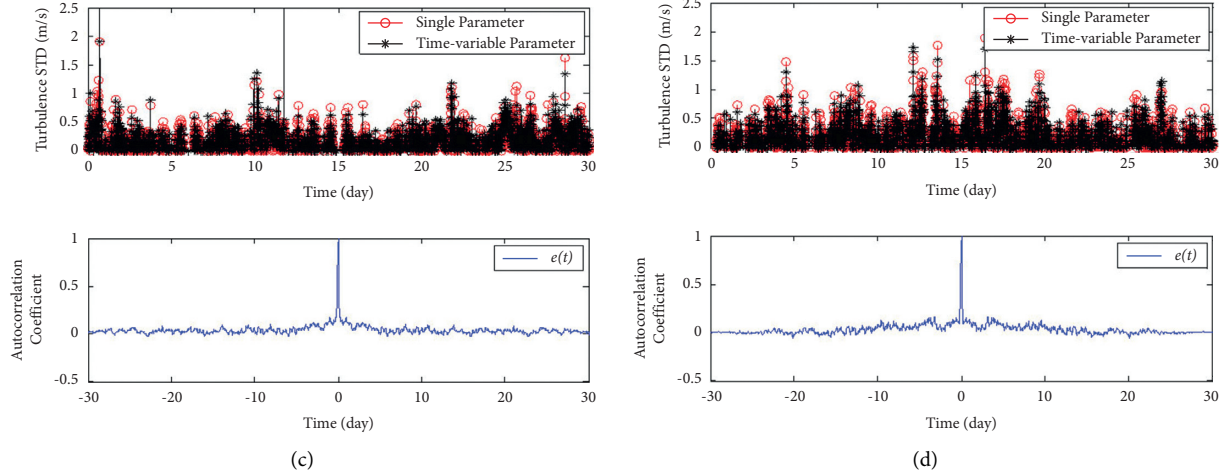 2.5
2
1.5
1
0.5
0
Turbulence STD (m/s)
Single Parameter
Time-variable Parameter
0 5 10 15 20 25 30
Time (day)
1
0.5
0
-0.5
Autocorrelation
Coefficient
e(t)
-30 -20 -10 0 10 20 30
Time (day)
(c)
2.5
2
1.5
1
0.5
0
Turbulence STD (m/s)
Single Parameter
Time-variable Parameter
0 5 10 15 20 25 30
Time (day)
1
0.5
0
-0.5
Autocorrelation
Coefficient
e(t)
-30 -20 -10 0 10 20 30
Time (day)
(d)